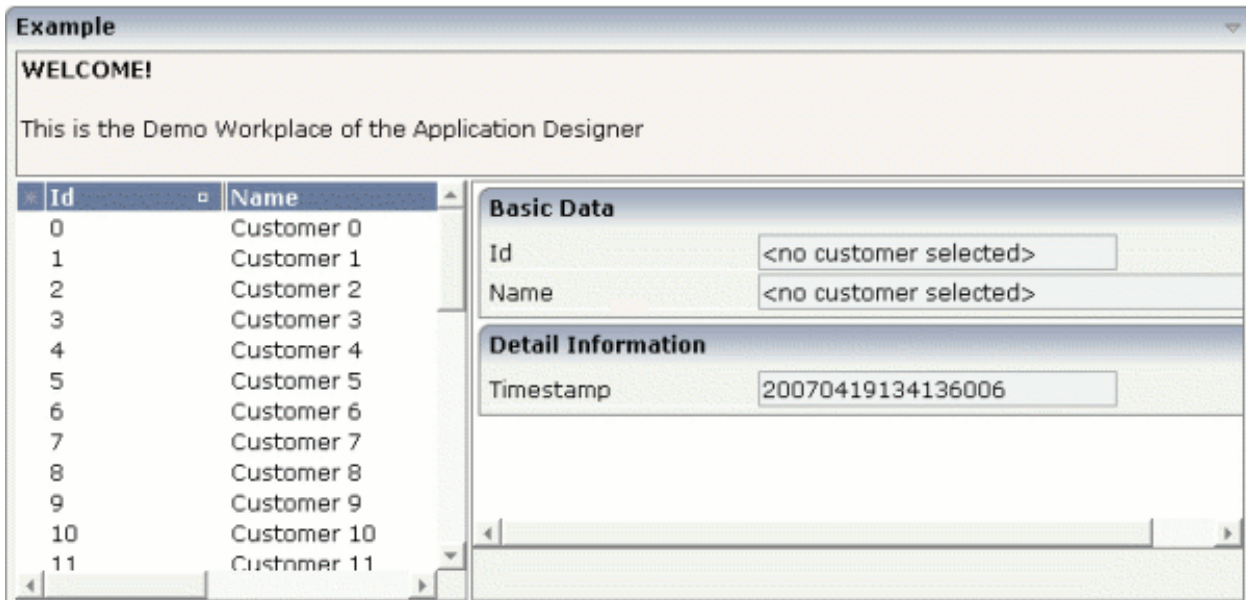 Example
WELCOME!
This is the Demo Workplace of the Application Designer
Id Name
0 Customer 0
1 Customer 1
2 Customer 2
3 Customer 3
4 Customer 4
5 Customer 5
6 Customer 6
7 Customer 7
8 Customer 8
9 Customer 9
10 Customer 10
11 Customer 11
Basic Data
Id <no customer selected>
Name <no customer selected>
Detail Information
Timestamp 20070419134136006